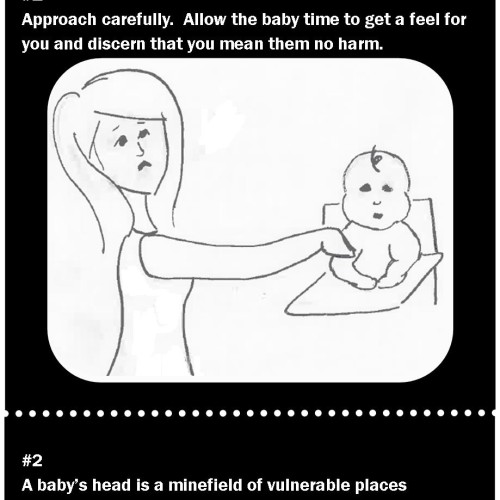 Approach carefully.  Allow the baby time to get a feel for
you and discern that you mean them no harm.
#2
A baby's head is a minefield of vulnerable places